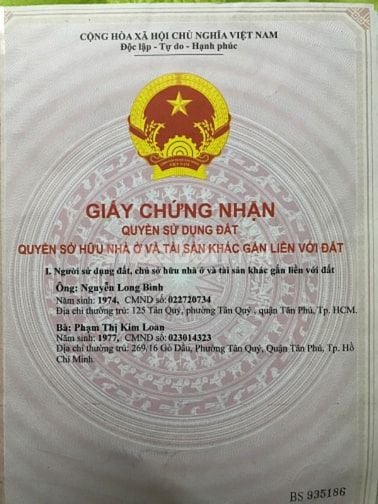 CỘNG HÒA XÃ HỘI CHỦ NGHĨA VIỆT NAM
Độc lập - Tự do - Hạnh phúc
GIẤY CHỨNG NHẬN
QUYỀN SỬ DỤNG ĐẤT
QUYỀN SỞ HỮU NHÀ Ở VÀ TÀI SẢN KHÁC GẮN LIỀN VỚI ĐẤT
I. Người sử dụng đất, chủ sở hữu nhà ở và tài sản khác gắn liền với đất
Ông: Nguyễn Long Bình
Năm sinh: 1974, CMND số: 022720734
Địa chỉ thường trú: 125 Tân Quý, phường Tân Quý, quận Tân Phú, Tp. HCM.
Bà: Phạm Thị Kim Loan
Năm sinh: 1977, CMND số: 023014323
Địa chỉ thường trú: 269/16 Gò Dầu, Phường Tân Quý, Quận Tân Phú, Tp. Hồ
Chí Minh
BS 935186